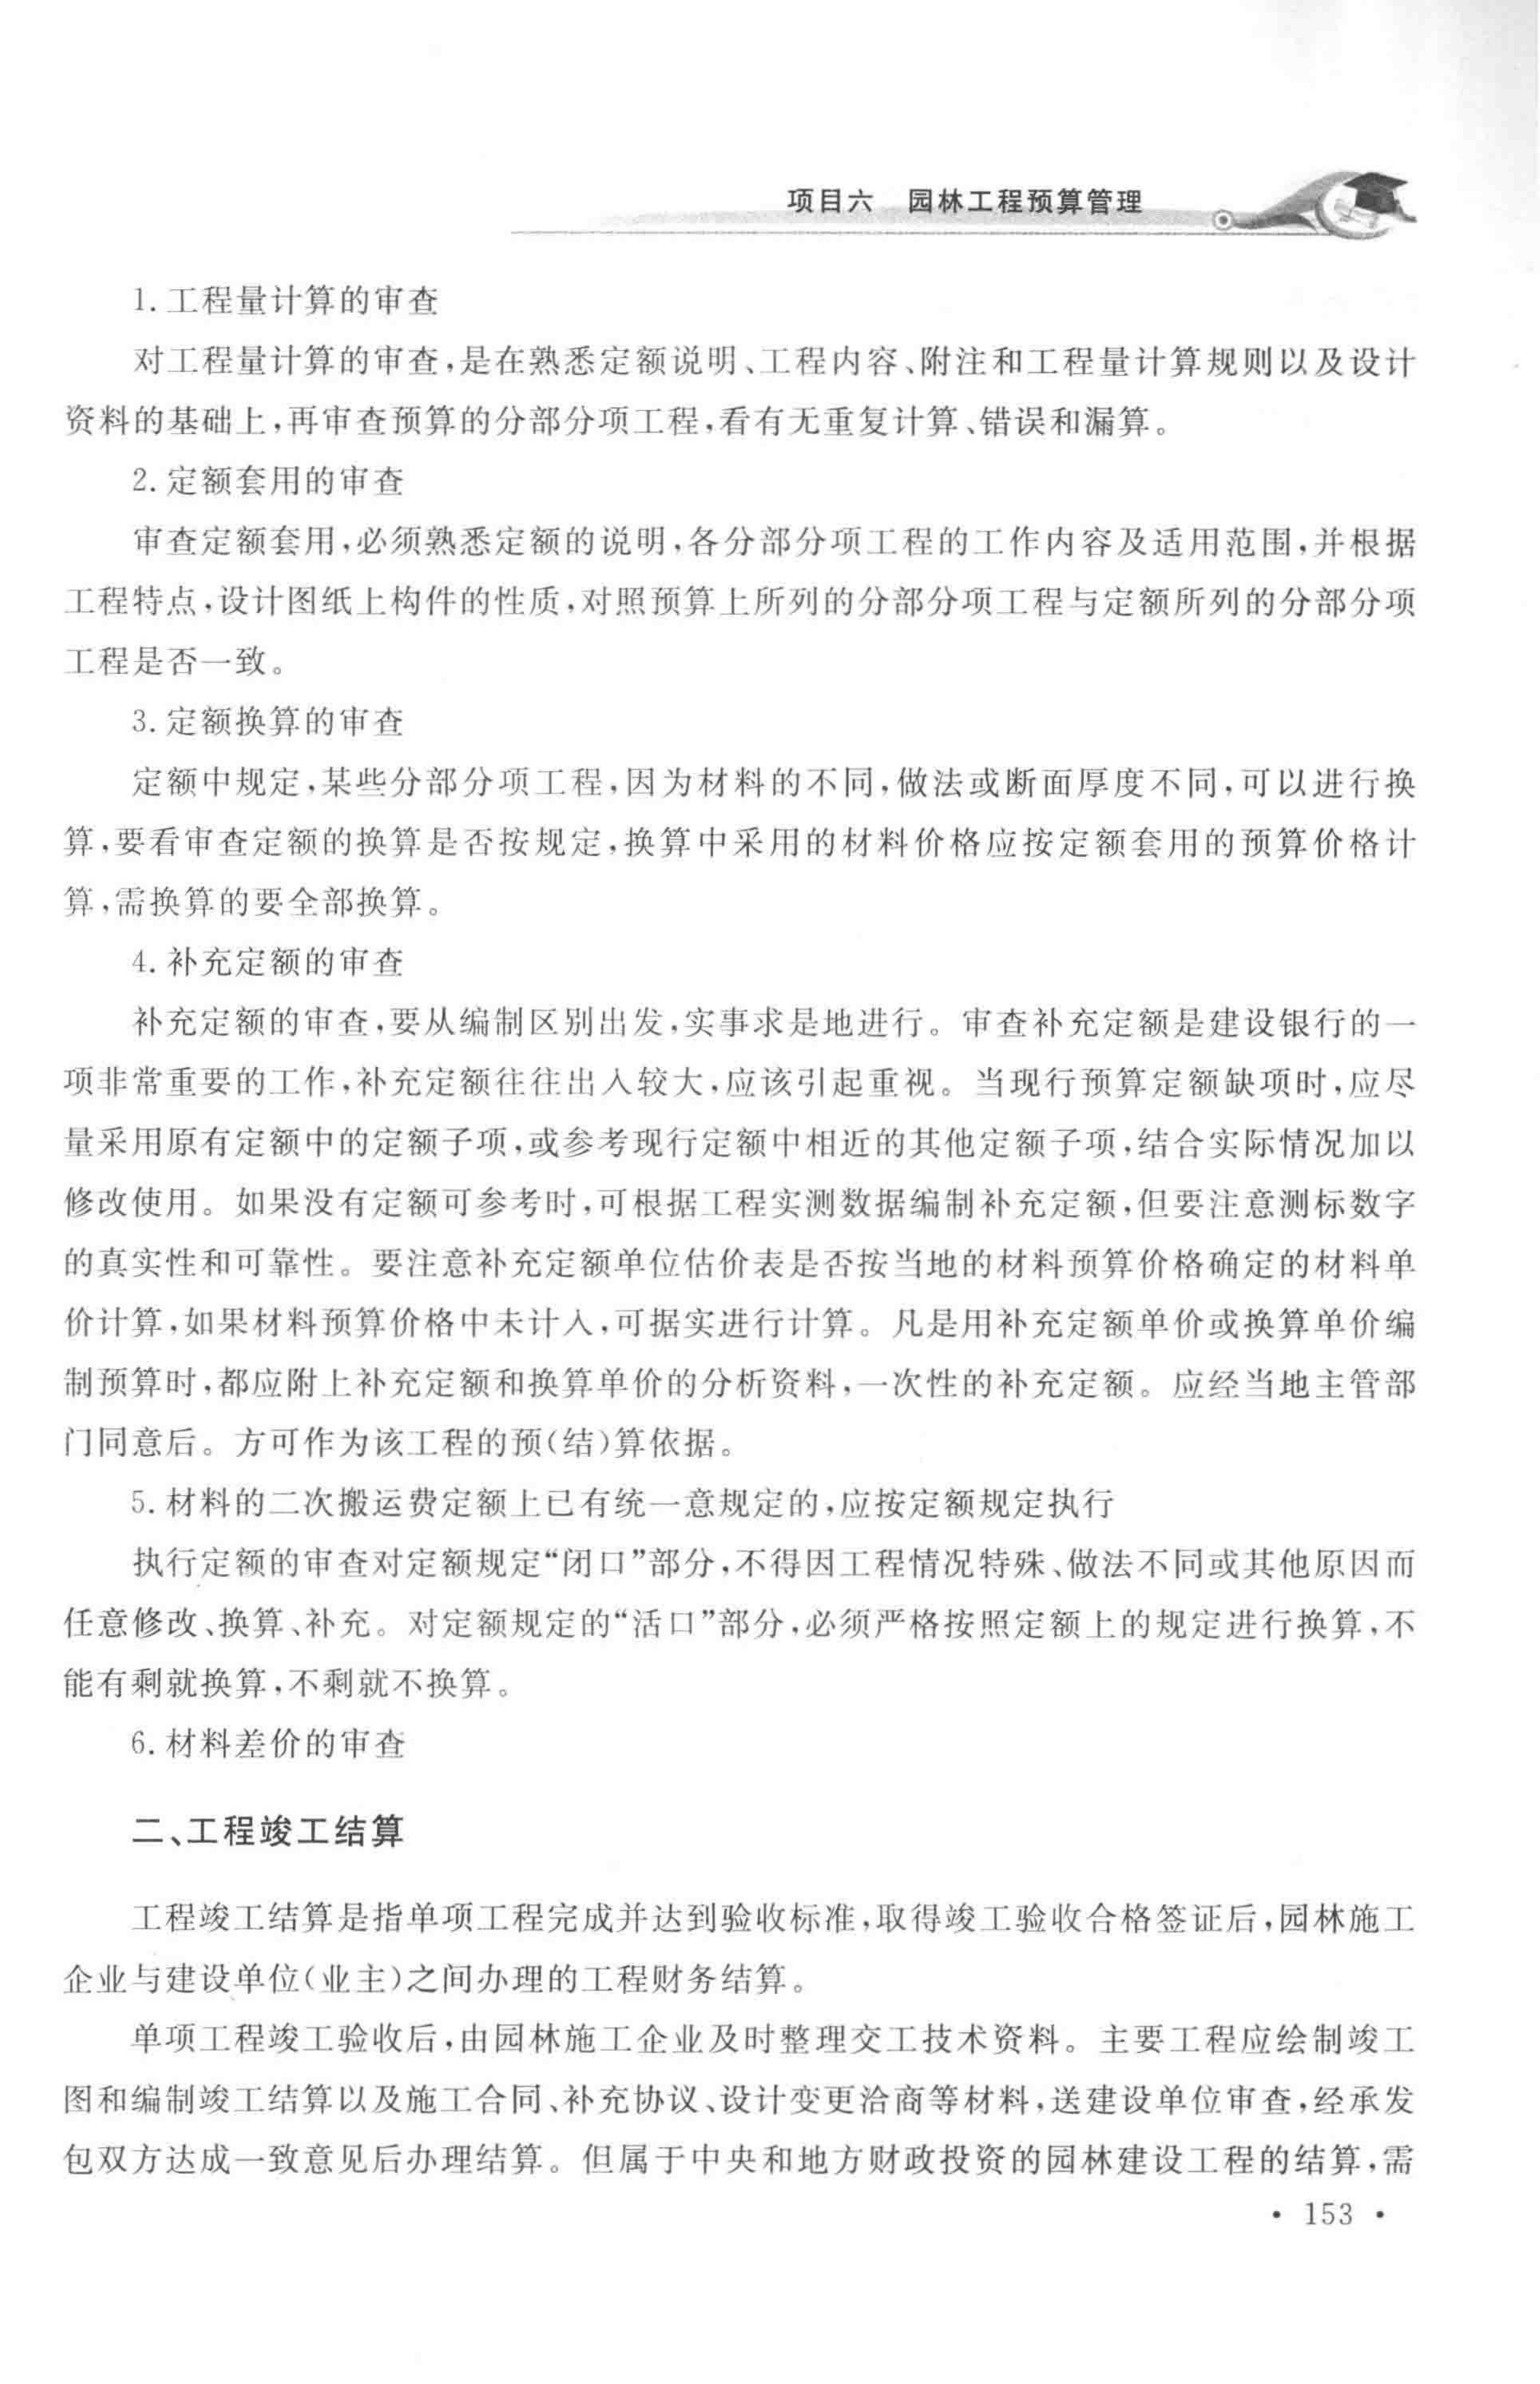 项目六 园林工程预算管理
1. 工程量计算的审查
对工程量计算的审查,是在熟悉定额说明、工程内容、附注和工程量计算规则以及设计
资料的基础上,再审查预算的分部分项工程,看有无重复计算、错误和漏算。
2. 定额套用的审查
审查定额套用,必须熟悉定额的说明,各分部分项工程的工作内容及适用范围,并根据
工程特点,设计图纸上构件的性质,对照预算上所列的分部分项工程与定额所列的分部分项
工程是否一致。
3. 定额换算的审查
定额中规定,某些分部分项工程,因为材料的不同,做法或断面厚度不同,可以进行换
算,要看审查定额的换算是否按规定,换算中采用的材料价格应按定额套用的预算价格计
算,需换算的要全部换算。
4. 补充定额的审查
补充定额的审查,要从编制区别出发,实事求是地进行。审查补充定额是建设银行的一
项非常重要的工作,补充定额往往出入较大,应该引起重视。当现行预算定额缺项时,应尽
量采用原有定额中的定额子项,或参考现行定额中相近的其他定额子项,结合实际情况加以
修改使用。如果没有定额可参考时,可根据工程实测数据编制补充定额,但要注意测标数字
的真实性和可靠性。要注意补充定额单位估价表是否按当地的材料预算价格确定的材料单
价计算,如果材料预算价格中未计入,可据实进行计算。凡是用补充定额单价或换算单价编
制预算时,都应附上补充定额和换算单价的分析资料,一次性的补充定额。应经当地主管部
门同意后。方可作为该工程的预(结)算依据。
5. 材料的二次搬运费定额上已有统一意规定的,应按定额规定执行
执行定额的审查对定额规定“闭口”部分,不得因工程情况特殊、做法不同或其他原因而
任意修改、换算、补充。对定额规定的“活口”部分,必须严格按照定额上的规定进行换算,不
能有剩就换算,不剩就不换算。
6. 材料差价的审查
二、工程竣工结算
工程竣工结算是指单项工程完成并达到验收标准,取得竣工验收合格签证后,园林施工
企业与建设单位(业主)之间办理的工程财务结算。
单项工程竣工验收后,由园林施工企业及时整理交工技术资料。主要工程应绘制竣工
图和编制竣工结算以及施工合同、补充协议、设计变更洽商等材料,送建设单位审查,经承发
包双方达成一致意见后办理结算。但属于中央和地方财政投资的园林建设工程的结算,需
• 153 •